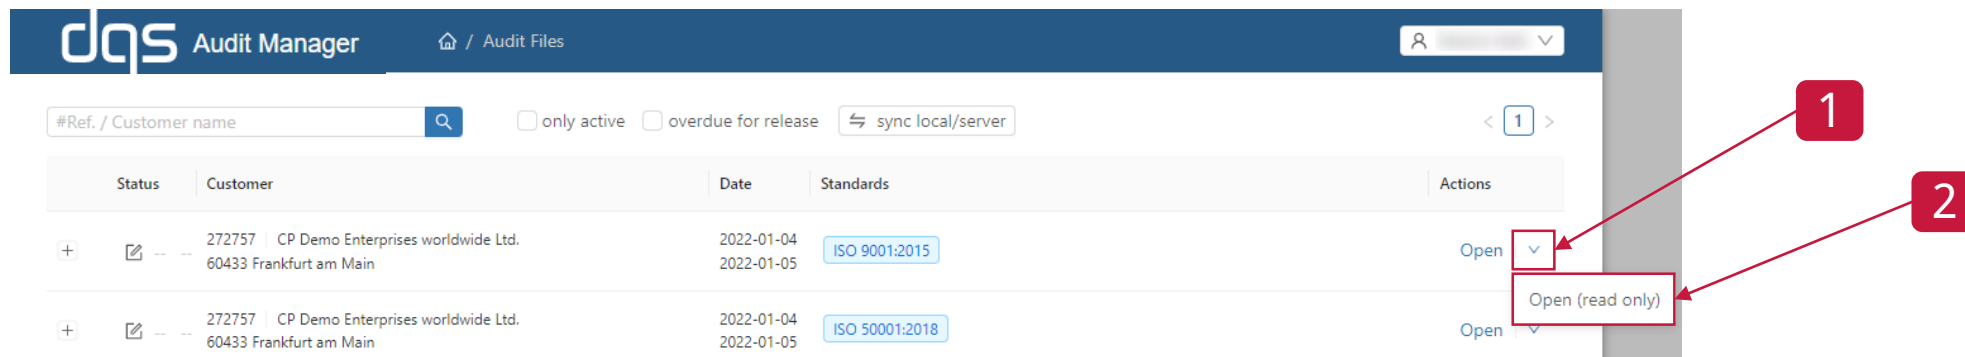 dqs Audit Manager / Audit Files
1
#Ref. / Customer name only active overdue for release sync local/server < 1 >
2
Status Customer Date Standards Actions
272757 CP Demo Enterprises worldwide Ltd. 2022-01-04 ISO 9001:2015 Open
60433 Frankfurt am Main 2022-01-05
Open (read only)
272757 CP Demo Enterprises worldwide Ltd. 2022-01-04 ISO 50001:2018 Open
60433 Frankfurt am Main 2022-01-05